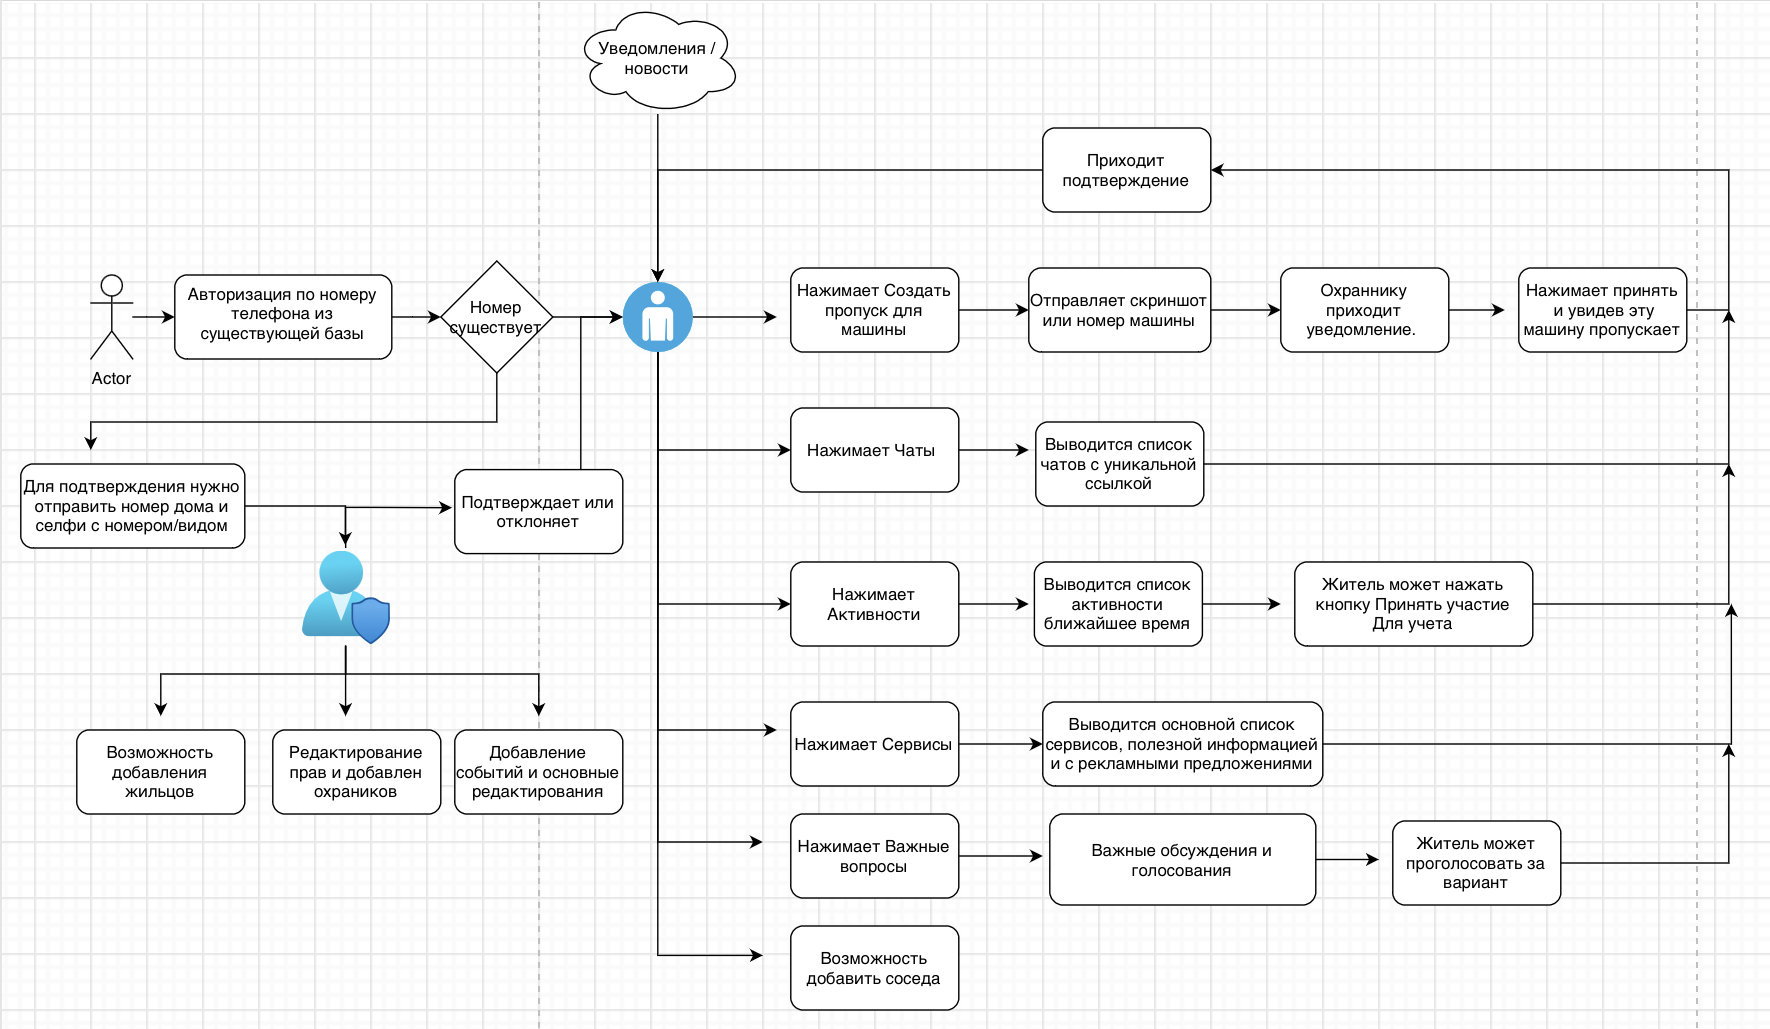 Уведомления /
новости
Приходит
подтверждение
Actor
Авторизация по номеру
телефона из
существующей базы
Номер
существует
Нажимает Создать
пропуск для
машины
Отправляет скриншот
или номер машины
Охраннику
приходит
уведомление.
Нажимает принять
и увидев эту
машину пропускает
Нажимает Чаты
Выводится список
чатов с уникальной
ссылкой
Для подтверждения нужно
отправить номер дома и
селфи с номером/видом
Подтверждает или
отклоняет
Нажимает
Активности
Выводится список
активности
ближайшее время
Житель может нажать
кнопку Принять участие
Для учета
Возможность
добавления
жильцов
Редактирование
прав и добавлен
охраников
Добавление
событий и основные
редактирования
Нажимает Сервисы
Выводится основной список
сервисов, полезной информацией
и с рекламными предложениями
Нажимает Важные
вопросы
Важные обсуждения и
голосования
Житель может
проголосовать за
вариант
Возможность
добавить соседа